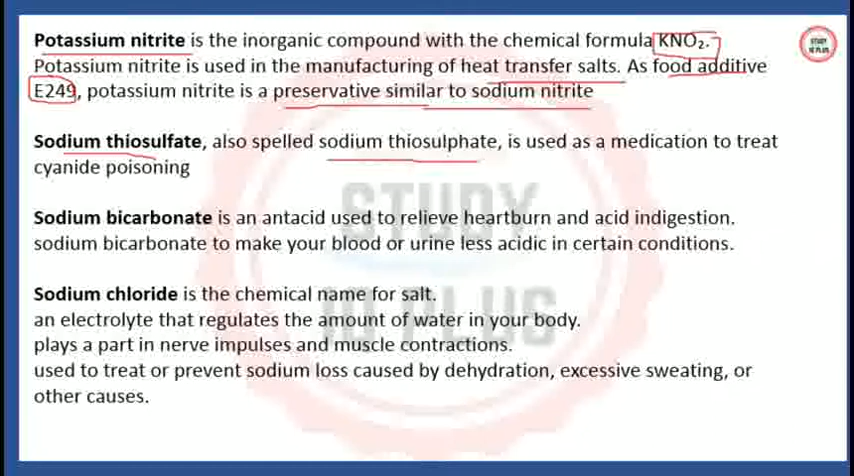 Potassium nitrite is the inorganic compound with the chemical formula KNO₂.
Potassium nitrite is used in the manufacturing of heat transfer salts. As food additive
E249, potassium nitrite is a preservative similar to sodium nitrite
Sodium thiosulfate, also spelled sodium thiosulphate, is used as a medication to treat
cyanide poisoning
Sodium bicarbonate is an antacid used to relieve heartburn and acid indigestion.
sodium bicarbonate to make your blood or urine less acidic in certain conditions.
Sodium chloride is the chemical name for salt.
an electrolyte that regulates the amount of water in your body.
plays a part in nerve impulses and muscle contractions.
used to treat or prevent sodium loss caused by dehydration, excessive sweating, or
other causes.
STUDY
IQ PLUS
STUDY
IQ PLUS